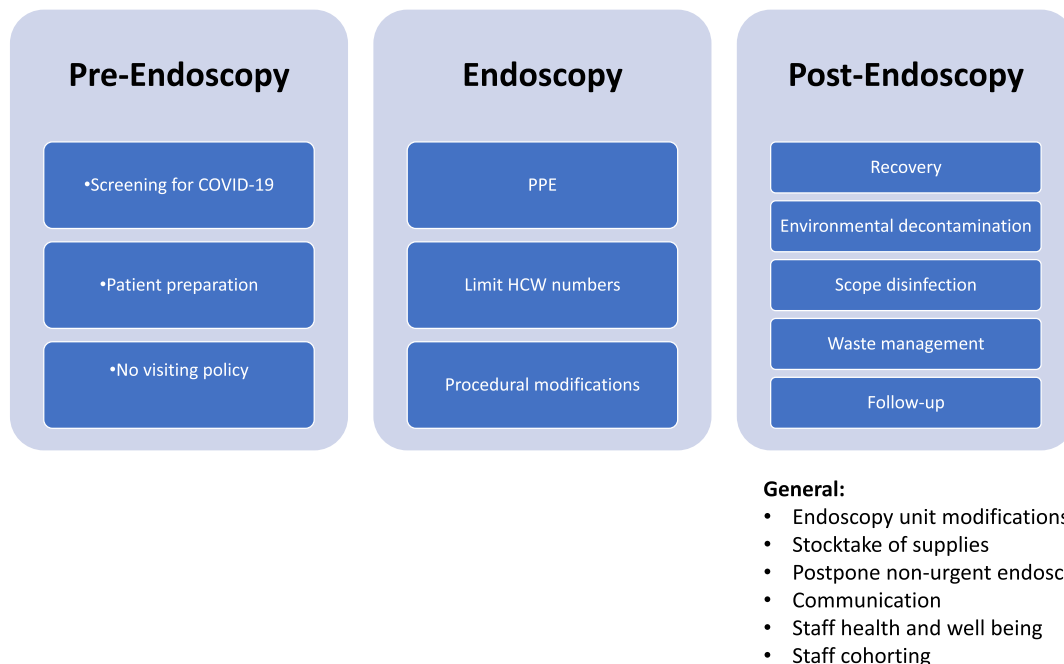 Pre-Endoscopy
•Screening for COVID-19
•Patient preparation
•No visiting policy
Endoscopy
PPE
Limit HCW numbers
Procedural modifications
Post-Endoscopy
Recovery
Environmental decontamination
Scope disinfection
Waste management
Follow-up
General:
• Endoscopy unit modifications
• Stocktake of supplies
• Postpone non-urgent
• Communication
• Staff health and well being
• Staff cohorting